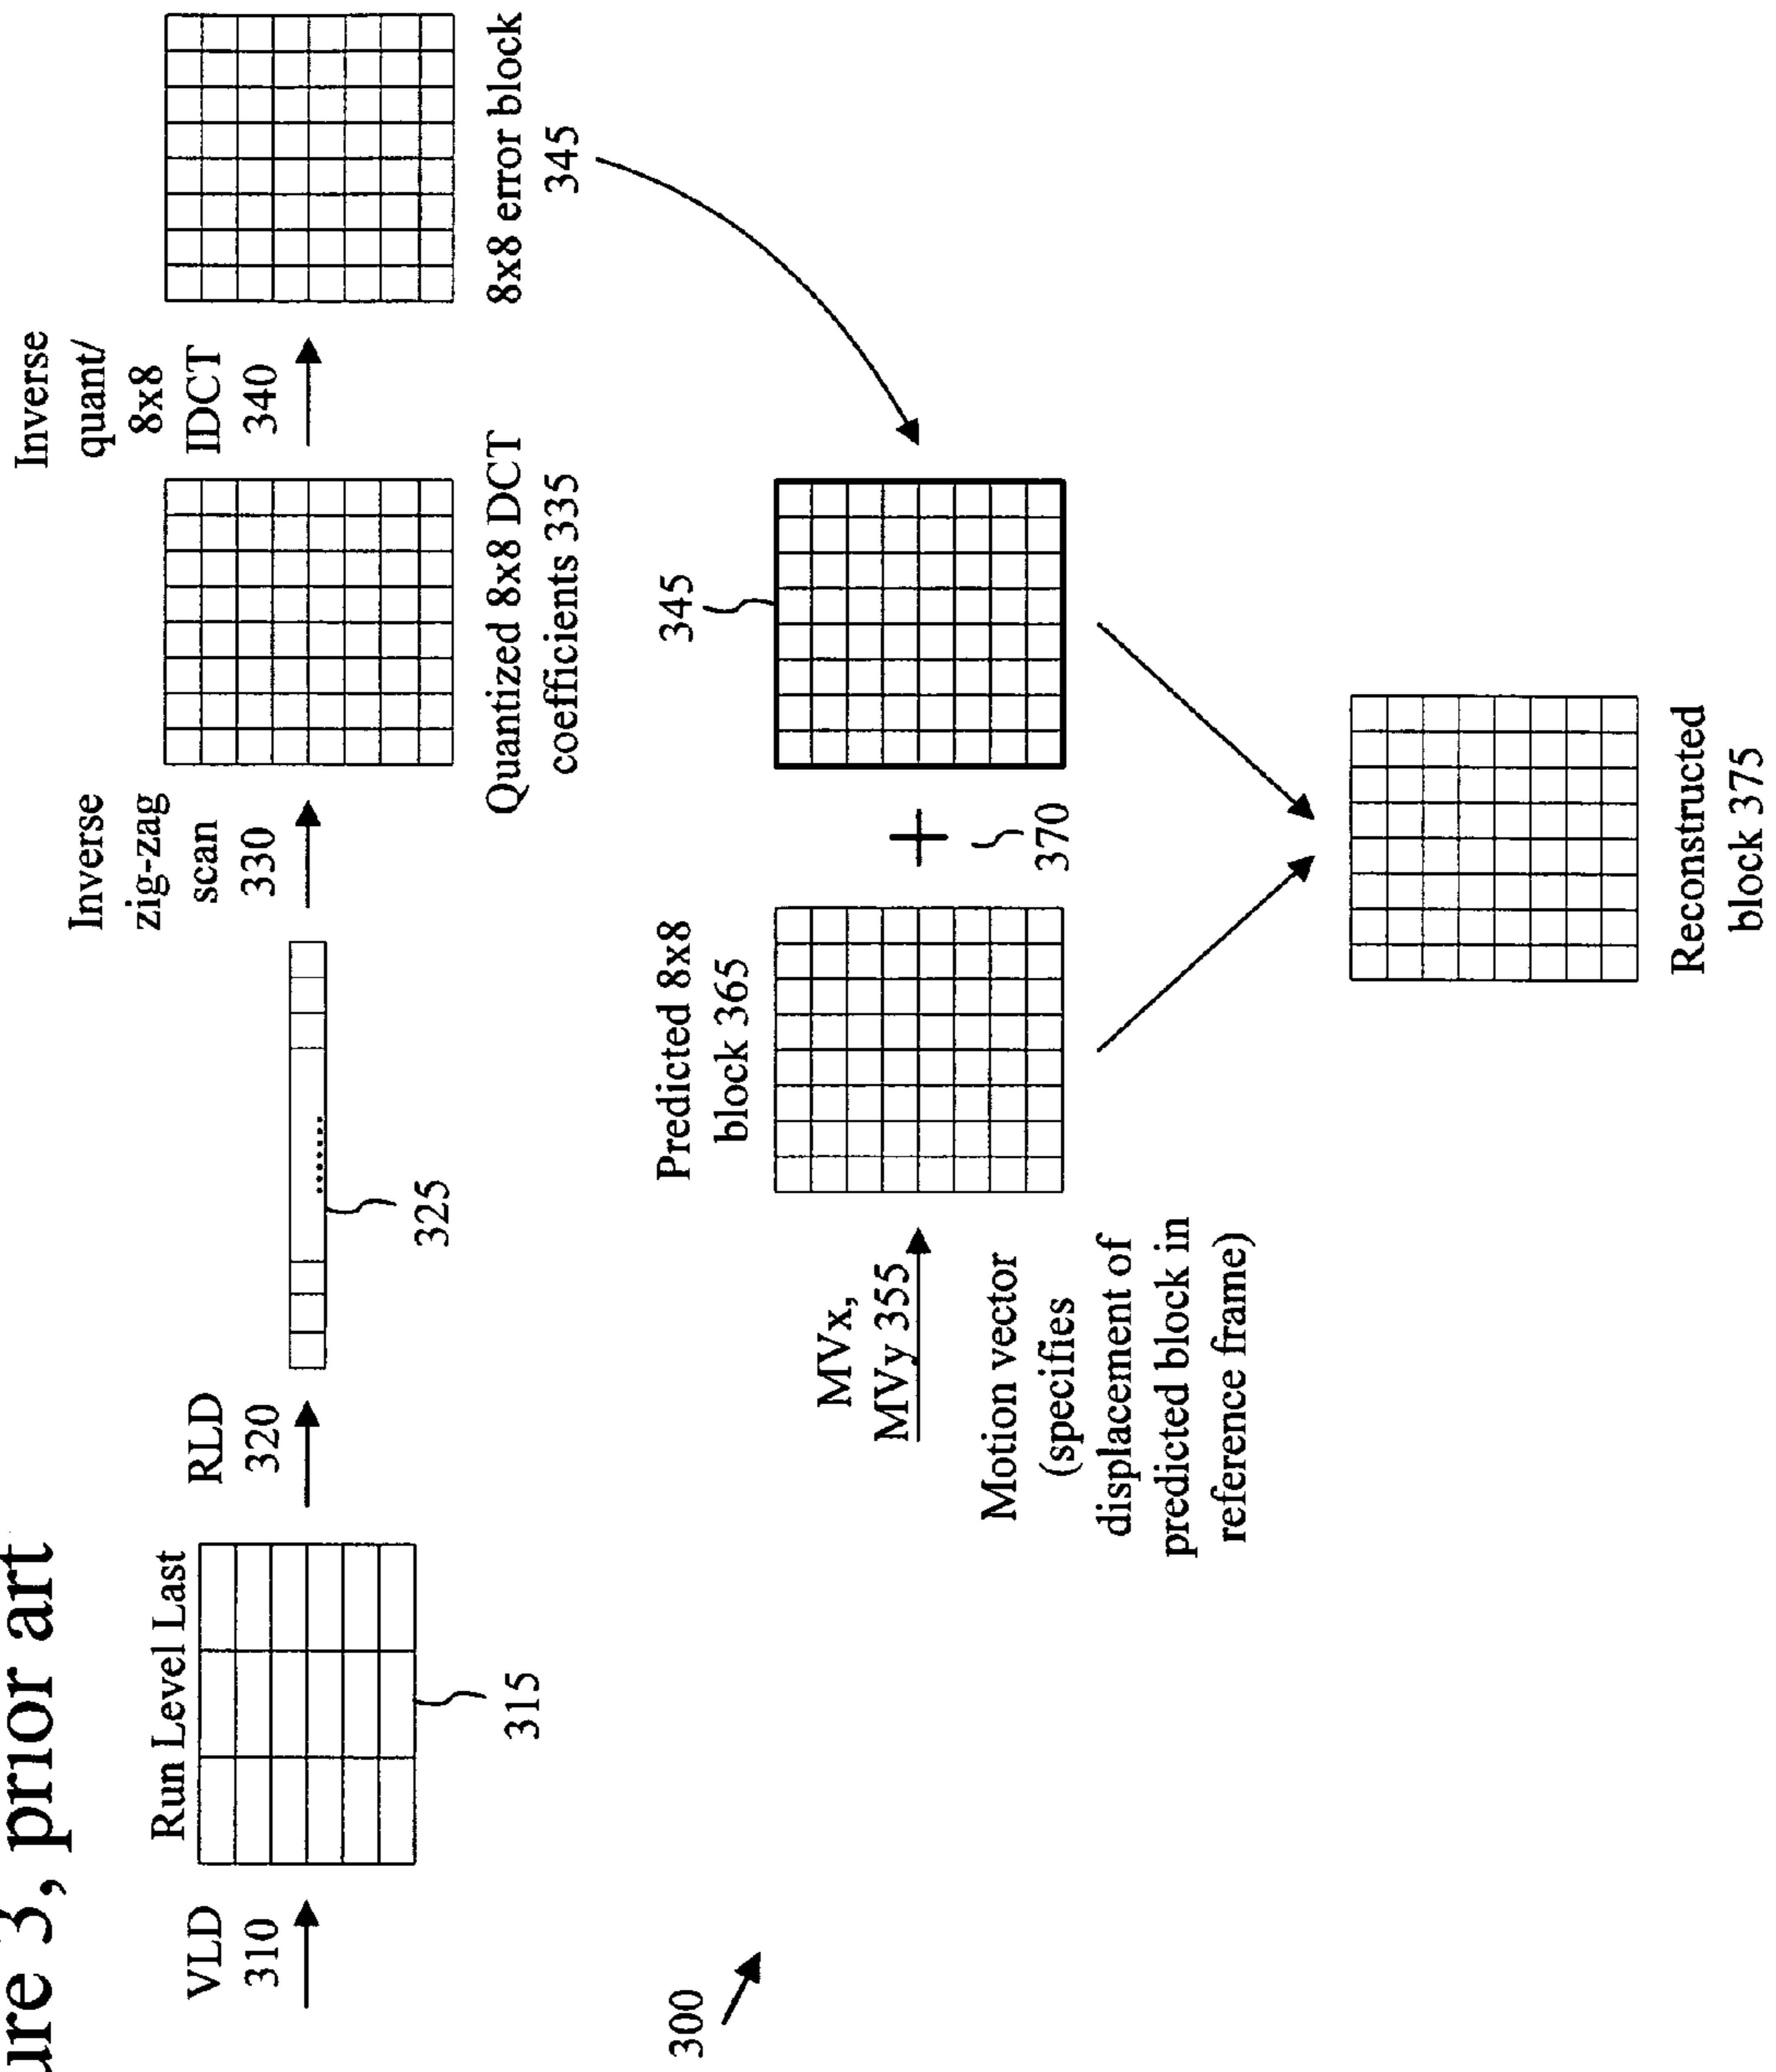 3, prior art
VLD
310
Run Level Last
315
RLD
320
325
Inverse
zig-zag
scan
330
Quantized 8x8 DCT
coefficients 335
Inverse
quant/
8x8
IDCT
340
8x8 error block
345
300
MVx,
MVy 355
Motion vector
(specifies
displacement of
predicted block in
reference frame)
Predicted 8x8
block 365
+
370
345
Reconstructed
block 375